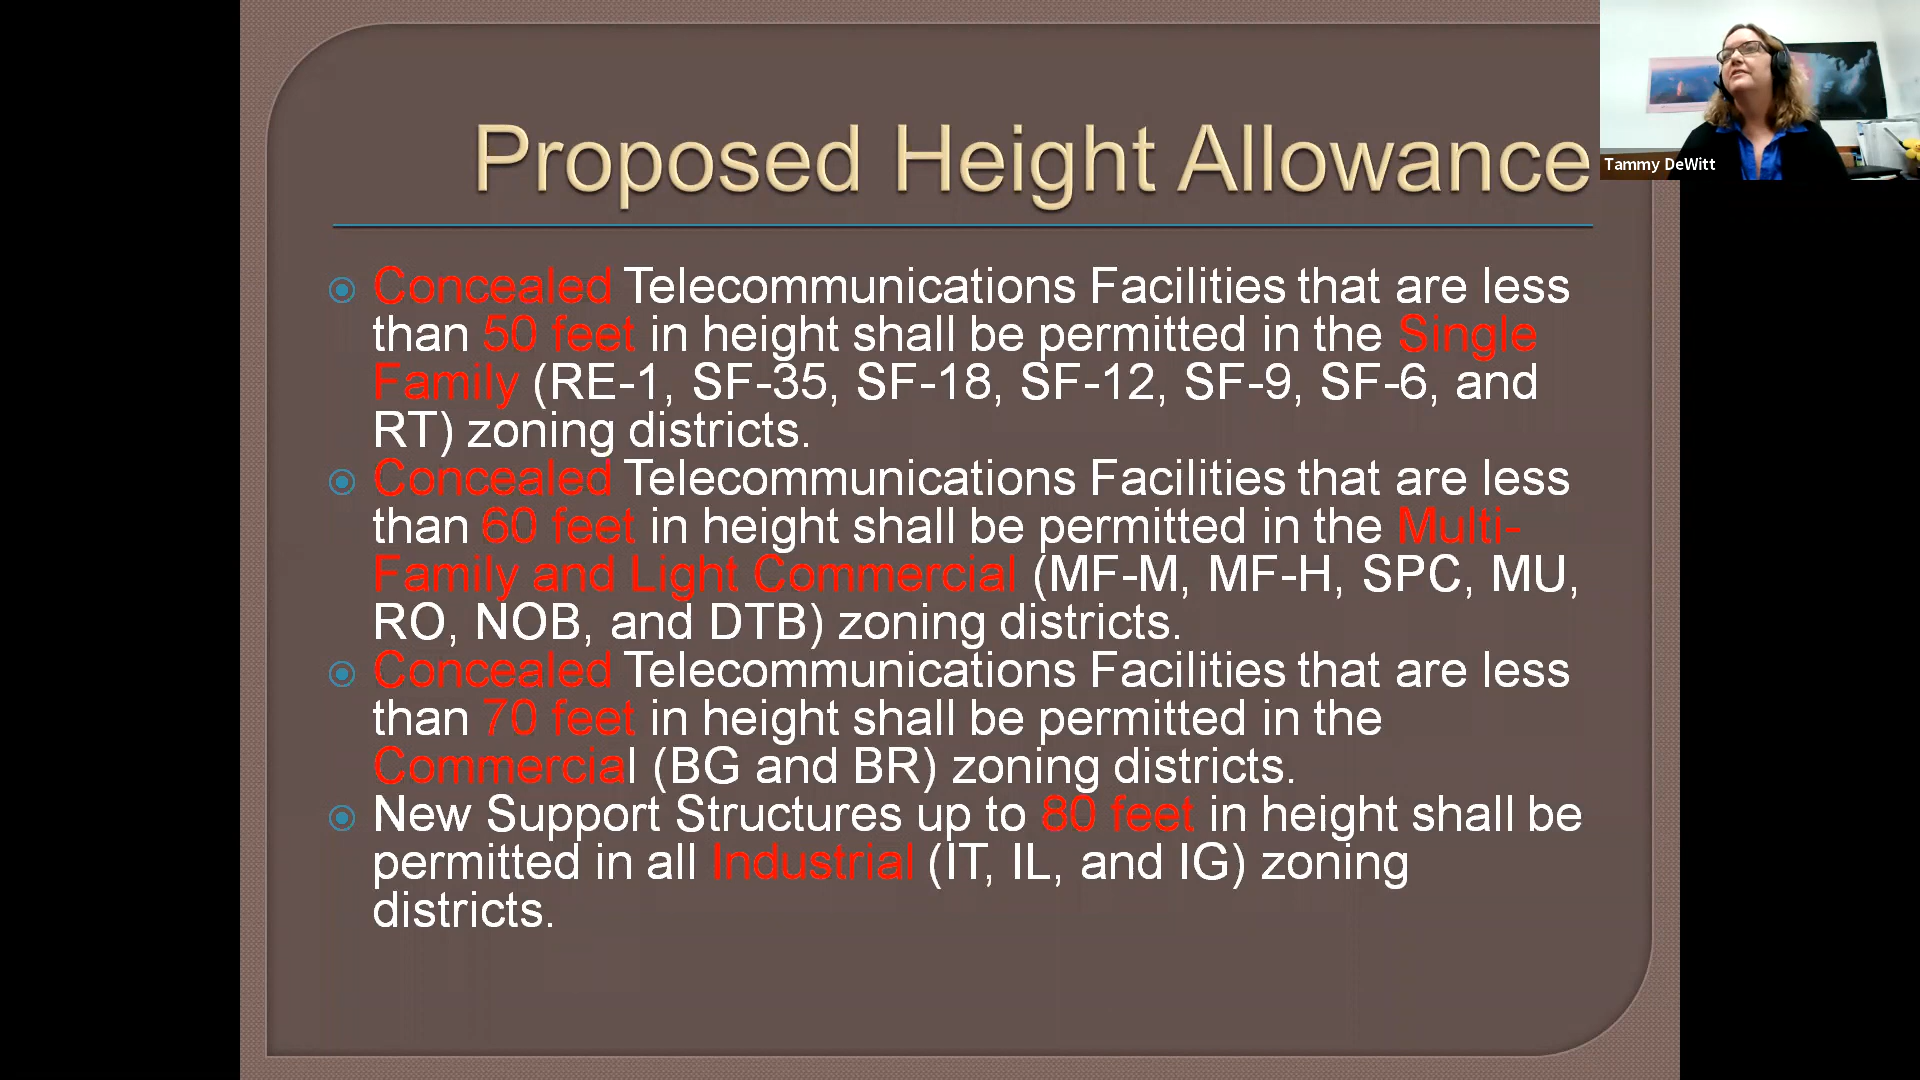 Proposed Height Allowance
Tammy DeWitt
Concealed Telecommunications Facilities that are less
than 50 feet in height shall be permitted in the Single
Family (RE-1, SF-35, SF-18, SF-12, SF-9, SF-6, and
RT) zoning districts.
Concealed Telecommunications Facilities that are less
than 60 feet in height shall be permitted in the Multi-
Family and Light Commercial (MF-M, MF-H, SPC, MU,
RO, NOB, and DTB) zoning districts.
Concealed Telecommunications Facilities that are less
than 70 feet in height shall be permitted in the
Commercial (BG and BR) zoning districts.
New Support Structures up to 80 feet in height shall be
permitted in all Industrial (IT, IL, and IG) zoning
districts.